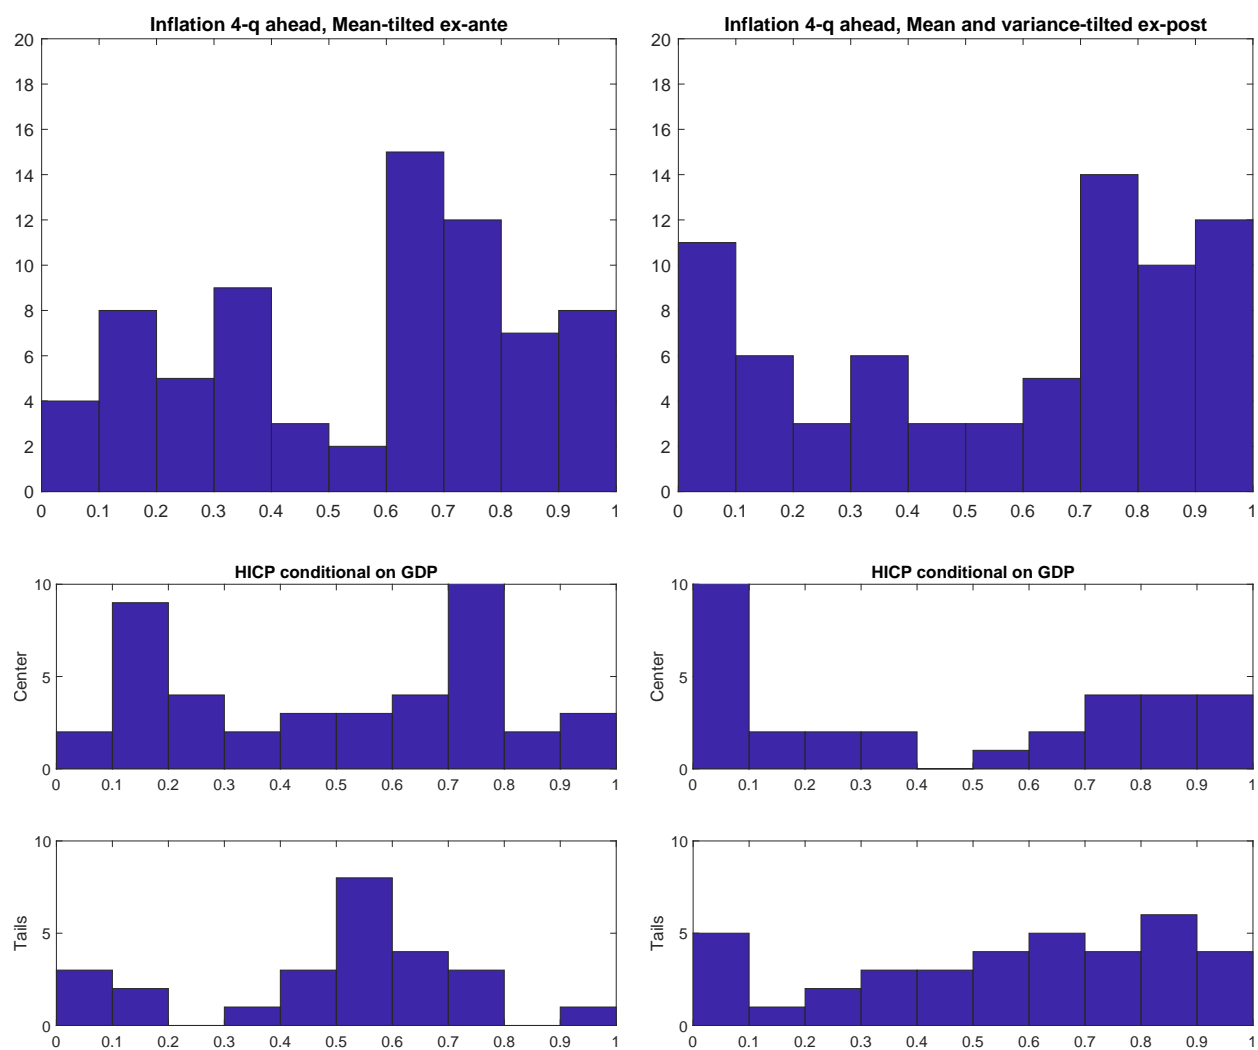 Inflation 4-q ahead, Mean-tilted ex-ante
20
18
16
14
12
10
8
6
4
2
0
0 0.1 0.2 0.3 0.4 0.5 0.6 0.7 0.8 0.9 1
Inflation 4-q ahead, Mean and variance-tilted ex-post
20
18
16
14
12
10
8
6
4
2
0
0 0.1 0.2 0.3 0.4 0.5 0.6 0.7 0.8 0.9 1
HICP conditional on GDP
Center
10
5
0
0 0.1 0.2 0.3 0.4 0.5 0.6 0.7 0.8 0.9 1
HICP conditional on GDP
Center
10
5
0
0 0.1 0.2 0.3 0.4 0.5 0.6 0.7 0.8 0.9 1
Tails
10
5
0
0 0.1 0.2 0.3 0.4 0.5 0.6 0.7 0.8 0.9 1
Tails
10
5
0
0 0.1 0.2 0.3 0.4 0.5 0.6 0.7 0.8 0.9 1